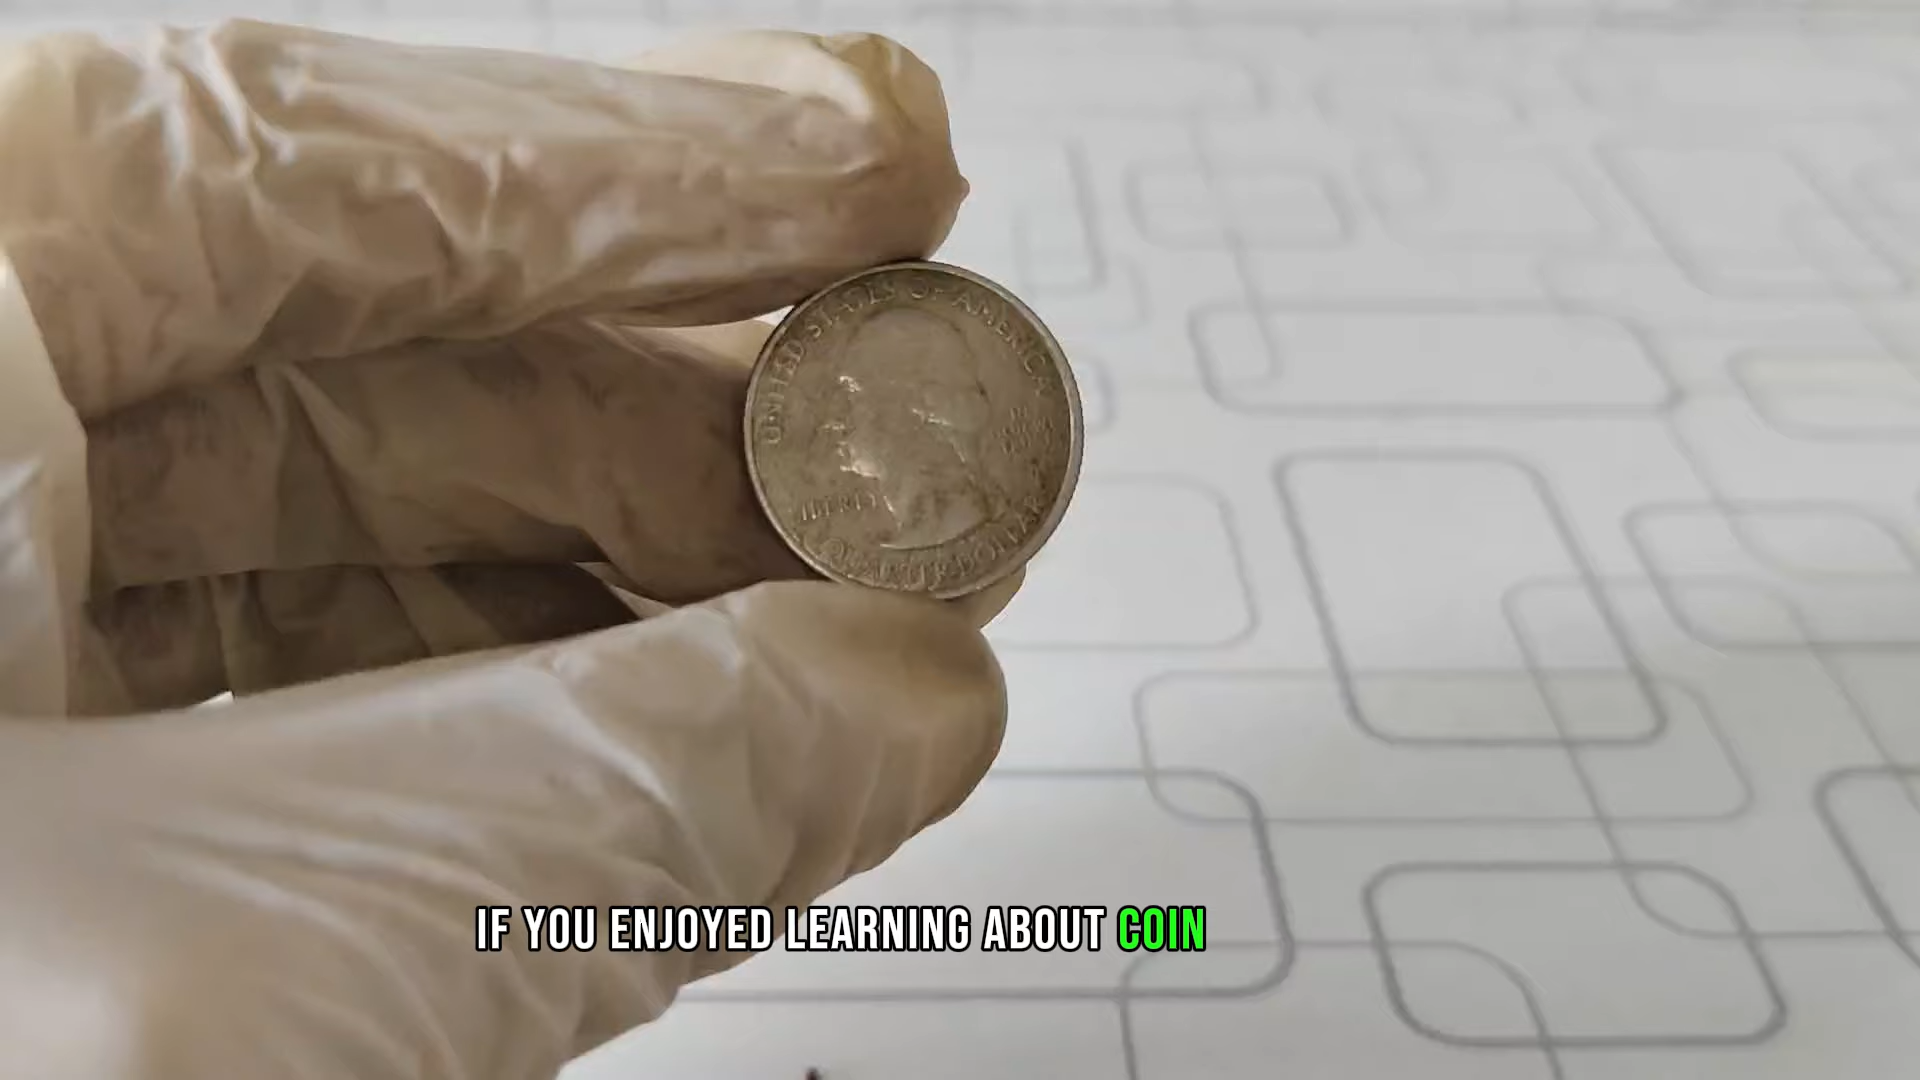 UNITED STATES OF AMERICA
LIBERTY
QUARTER DOLLAR
IF YOU ENJOYED LEARNING ABOUT COIN